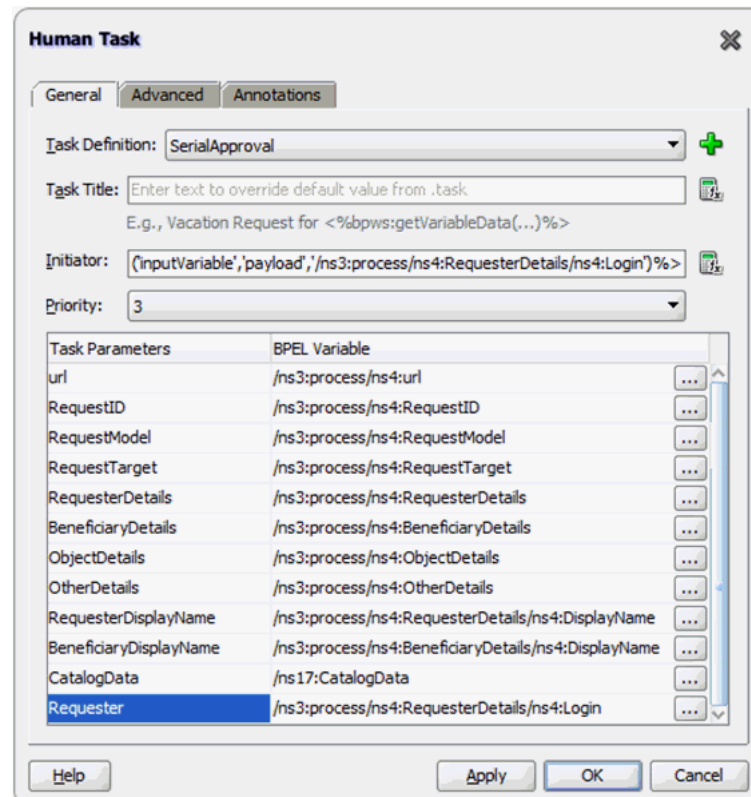 Human Task
General Advanced Annotations
Task Definition: SerialApproval
Task Title: Enter text to override default value from .task
E.g., Vacation Request for <%bpws:getVariableData(...)%>
Initiator: ('inputVariable','payload','/ns3:process/ns4:RequesterDetails/ns4:Login')%>
Priority: 3
Task Parameters BPEL Variable
url /ns3:process/ns4:url ...
RequestID /ns3:process/ns4:RequestID ...
RequestModel /ns3:process/ns4:RequestModel ...
RequestTarget /ns3:process/ns4:RequestTarget ...
RequesterDetails /ns3:process/ns4:RequesterDetails ...
BeneficiaryDetails /ns3:process/ns4:BeneficiaryDetails ...
ObjectDetails /ns3:process/ns4:ObjectDetails ...
OtherDetails /ns3:process/ns4:OtherDetails ...
RequesterDisplayName /ns3:process/ns4:RequesterDetails/ns4:DisplayName ...
BeneficiaryDisplayName /ns3:process/ns4:BeneficiaryDetails/ns4:DisplayName ...
CatalogData /ns17:CatalogData ...
Requester /ns3:process/ns4:RequesterDetails/ns4:Login ...
Help Apply OK Cancel